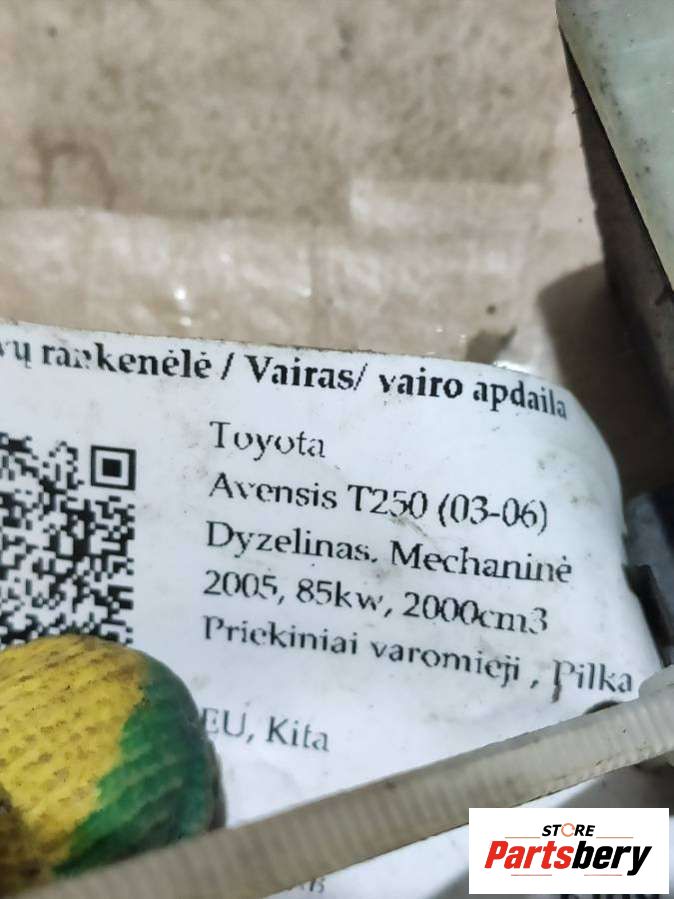 rankenėlė / Vairas/ vairo apdaila
Toyota
Avensis T250 (03-06)
Dyzelinas. Mechaninė
2005, 85kw, 2000cm3
Priekiniai varomieji , Pilka
EU, Kita
STORE
Partsbery